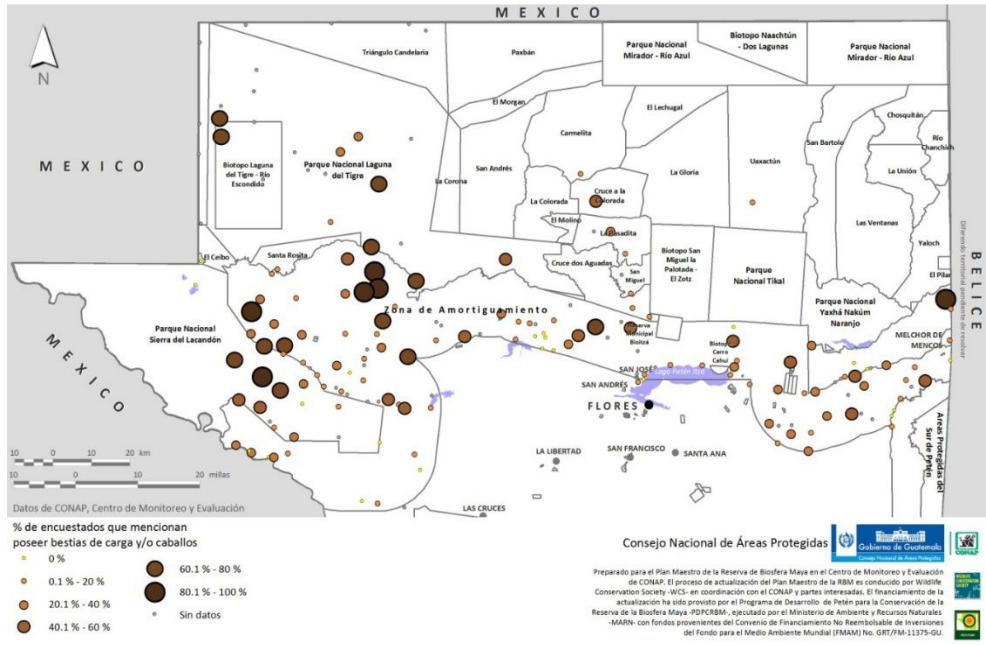 MEXICO
N
Triángulo Candelaria
Paxbán
Parque Nacional
Mirador - Río Azul
Biotopo Naachtún
- Dos Lagunas
Parque Nacional
Mirador - Río Azul
El Morgan
El Lechugal
Carmelita
Chosquitán
Río
Chanchich
San Bartolo
MEXICO
Biotopo Laguna
del Tigre - Río
Escondido
Parque Nacional Laguna
del Tigre
San Andrés
La Corona
La Gloria
Uaxactún
La Unión
La Colorada
Cruce a la
Colorada
El Molino
La Pasadita
Las Ventanas
Yaloch
El Ceibo
Santa Rosita
Cruce dos Aguadas
San
Miguel
Biotopo San
Miguel la
Palotada -
El Zotz
Parque
Nacional Tikal
El Pilar
Diferendo territorial pendiente de resolver
BELICE
Zona de Amortiguamiento
Parque Nacional
Yaxhá Nakúm
Naranjo
Parque Nacional
Sierra del Lacandón
Reserva
Municipal
Bioitzá
Biotopo
Cerro
Cahuí
MELCHOR DE
MENCOS
MEXICO
SAN JOSÉ
Lago Petén Itzá
SAN ANDRÉS
FLORES
LA LIBERTAD
SAN FRANCISCO
SANTA ANA
Areas Protegidas del
Sur de Petén
10 0 10 20 km
10 0 10 20 millas
LAS CRUCES
Datos de CONAP, Centro de Monitoreo y Evaluación
% de encuestados que mencionan
poseer bestias de carga y/o caballos
0 %
0.1 % - 20 %
20.1 % - 40 %
40.1 % - 60 %
60.1 % - 80 %
80.1 % - 100 %
Sin datos
Consejo Nacional de Áreas Protegidas
Gobierno de Guatemala
Consejo Nacional de Áreas Protegidas
CONAP
Preparado para el Plan Maestro de la Reserva de Biosfera Maya en el Centro de Monitoreo y Evaluación
de CONAP. El proceso de actualización del Plan Maestro de la RBM es conducido por Wildlife
Conservation Society -WCS- en coordinación con el CONAP y partes interesadas. El financiamiento de la
actualización ha sido provisto por el Programa de Desarrollo de Petén para la Conservación de la
Reserva de la Biosfera Maya -PDPCRBM-, ejecutado por el Ministerio de Ambiente y Recursos Naturales
-MARN- con fondos provenientes del Convenio de Financiamiento No Reembolsable de Inversiones
del Fondo para el Medio Ambiente Mundial (FMAM) No. GRT/FM-11375-GU.